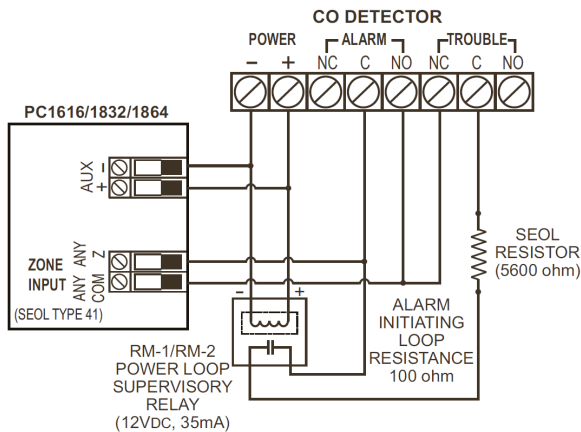 CO DETECTOR
POWER ALARM TROUBLE
− + NC C NO NC C NO
PC1616/1832/1864
AUX − +
ZONE INPUT
ANY Z
ANY COM
(SEOL TYPE 41)
− +
SEOL
RESISTOR
(5600 ohm)
ALARM
INITIATING
LOOP
RESISTANCE
100 ohm
RM-1/RM-2
POWER LOOP
SUPERVISORY
RELAY
(12VDC, 35mA)